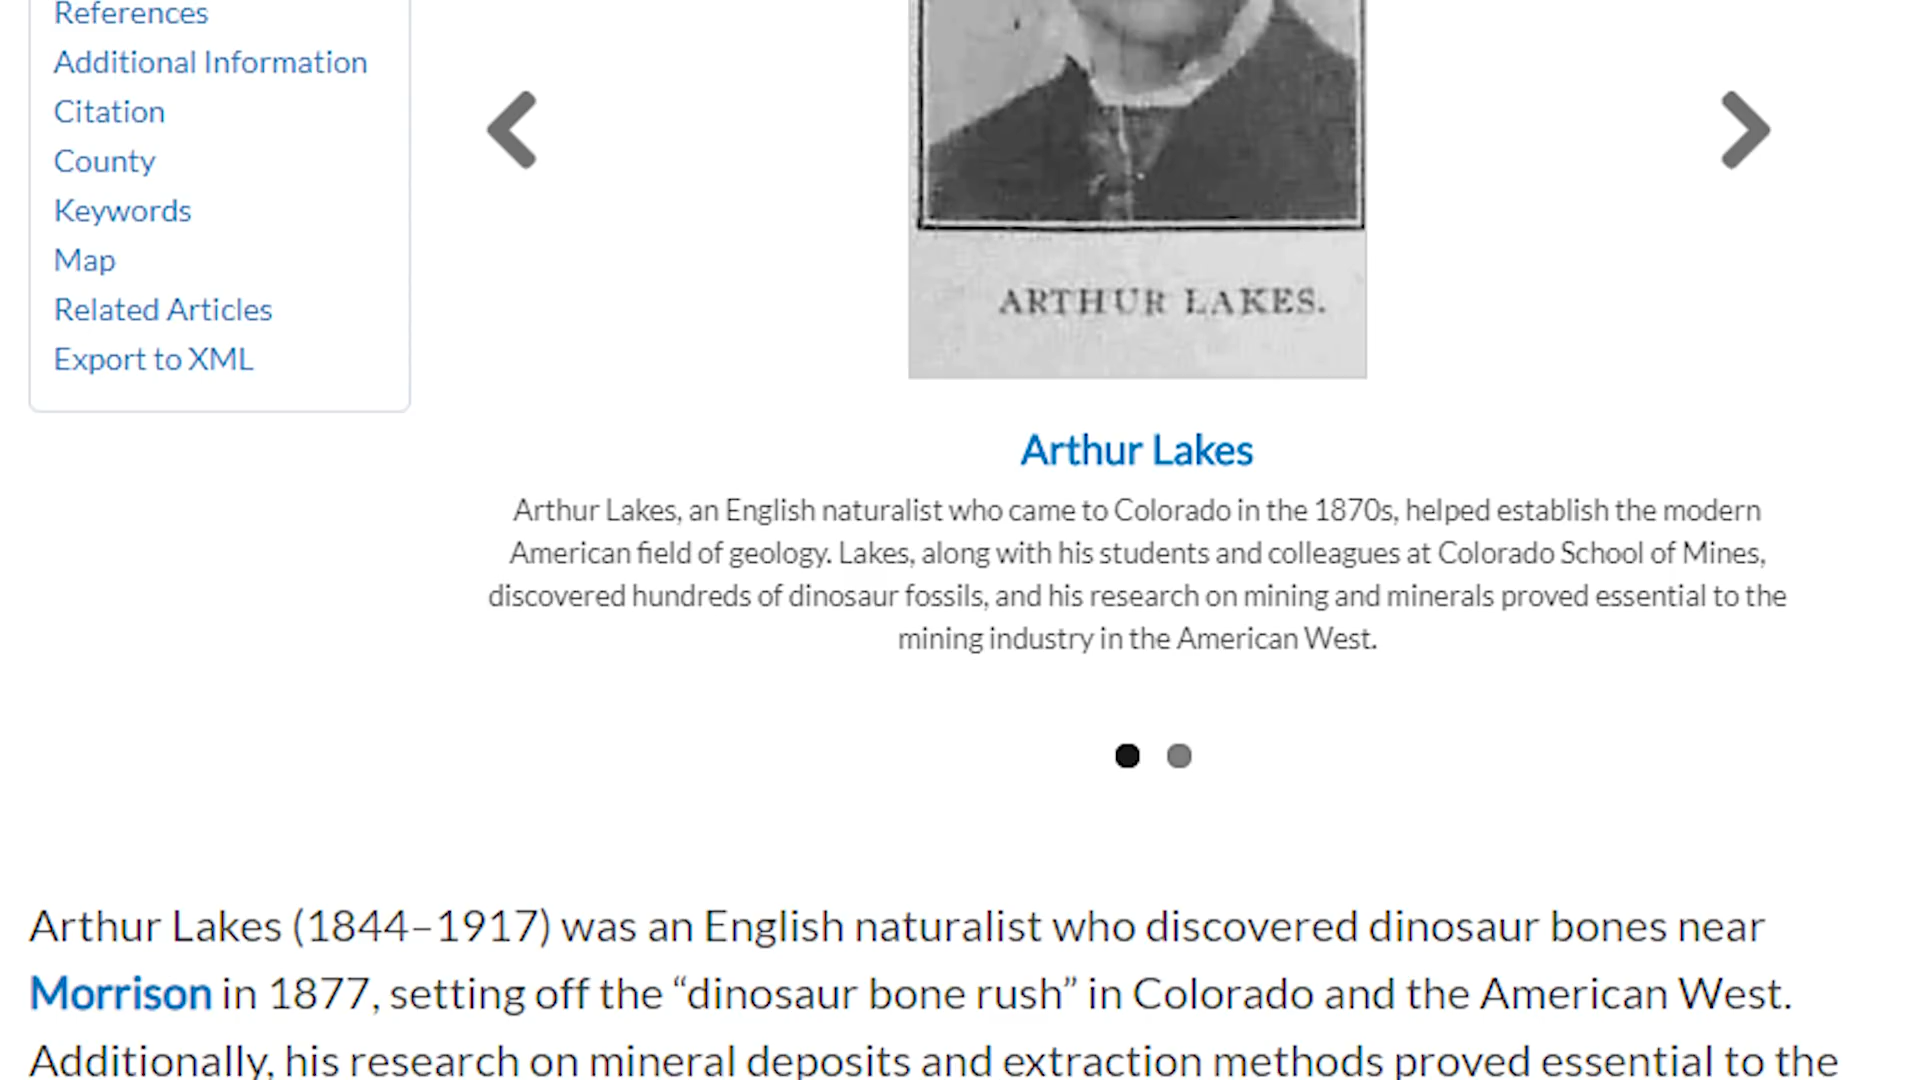 References
Additional Information
Citation
County
Keywords
Map
Related Articles
Export to XML
ARTHUR LAKES.
Arthur Lakes
Arthur Lakes, an English naturalist who came to Colorado in the 1870s, helped establish the modern
American field of geology. Lakes, along with his students and colleagues at Colorado School of Mines,
discovered hundreds of dinosaur fossils, and his research on mining and minerals proved essential to the
mining industry in the American West.
Arthur Lakes (1844–1917) was an English naturalist who discovered dinosaur bones near
Morrison in 1877, setting off the “dinosaur bone rush” in Colorado and the American West.
Additionally, his research on mineral deposits and extraction methods proved essential to the